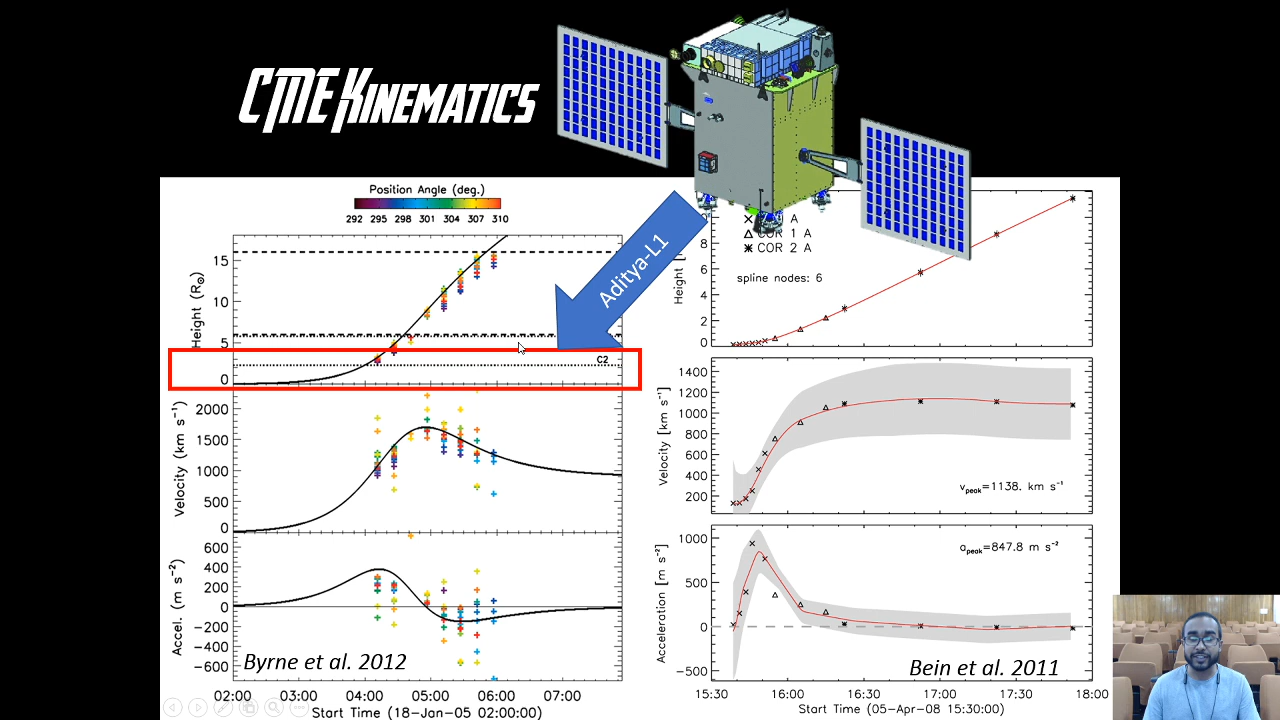 CME KINEMATICS
Position Angle (deg.)
292 295 298 301 304 307 310
Height (R⊙)
15
10
5
0
C2
Aditya-L1
Velocity (km s⁻¹)
2000
1500
1000
500
0
Accel. (m s⁻²)
600
400
200
0
−200
−400
−600
Byrne et al. 2012
02:00 03:00 04:00 05:00 06:00 07:00
Start Time (18-Jan-05 02:00:00)
A
COR 1 A
COR 2 A
spline nodes: 6
Height
8
6
4
2
0
Velocity [km s⁻¹]
1400
1200
1000
800
600
400
200
vpeak=1138. km s⁻¹
Acceleration [m s⁻²]
1000
500
0
−500
apeak=847.8 m s⁻²
Bein et al. 2011
15:30 16:00 16:30 17:00 17:30 18:00
Start Time (05-Apr-08 15:30:00)